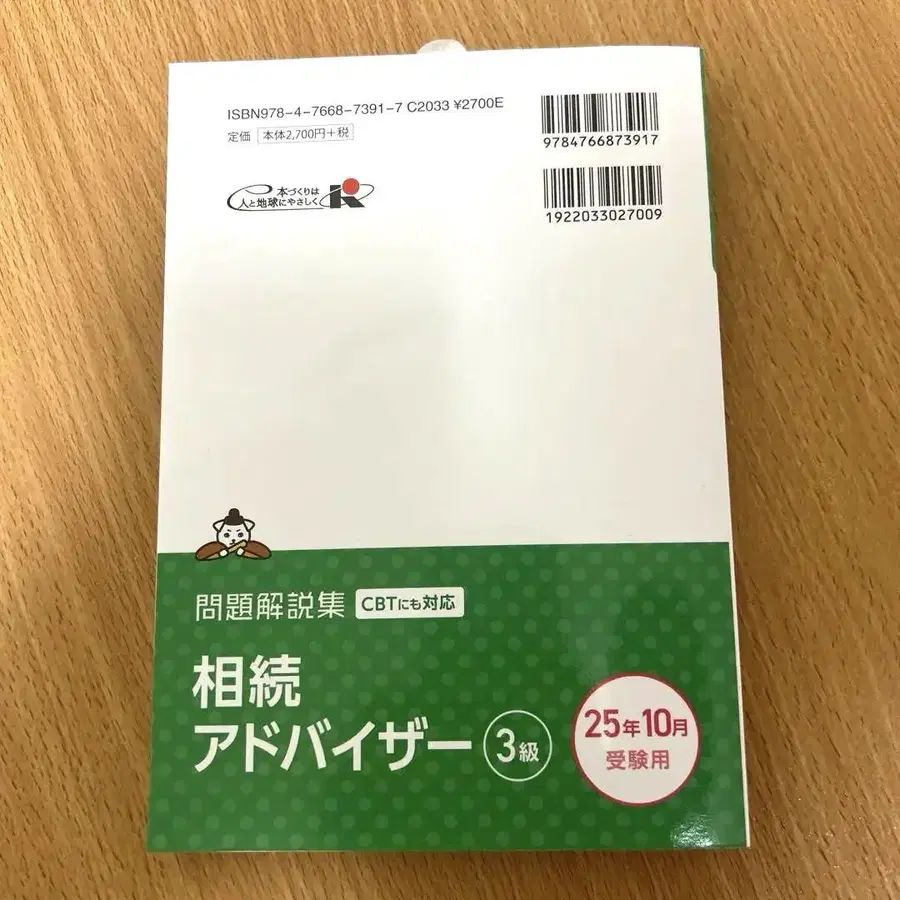 ISBN978-4-7668-7391-7 C2033 ¥2700E
定価 本体2,700円+税
9784766873917
1922033027009
本づくりは
人と地球にやさしく
問題解説集 CBTにも対応
相続
アドバイザー 3級
25年10月
受験用